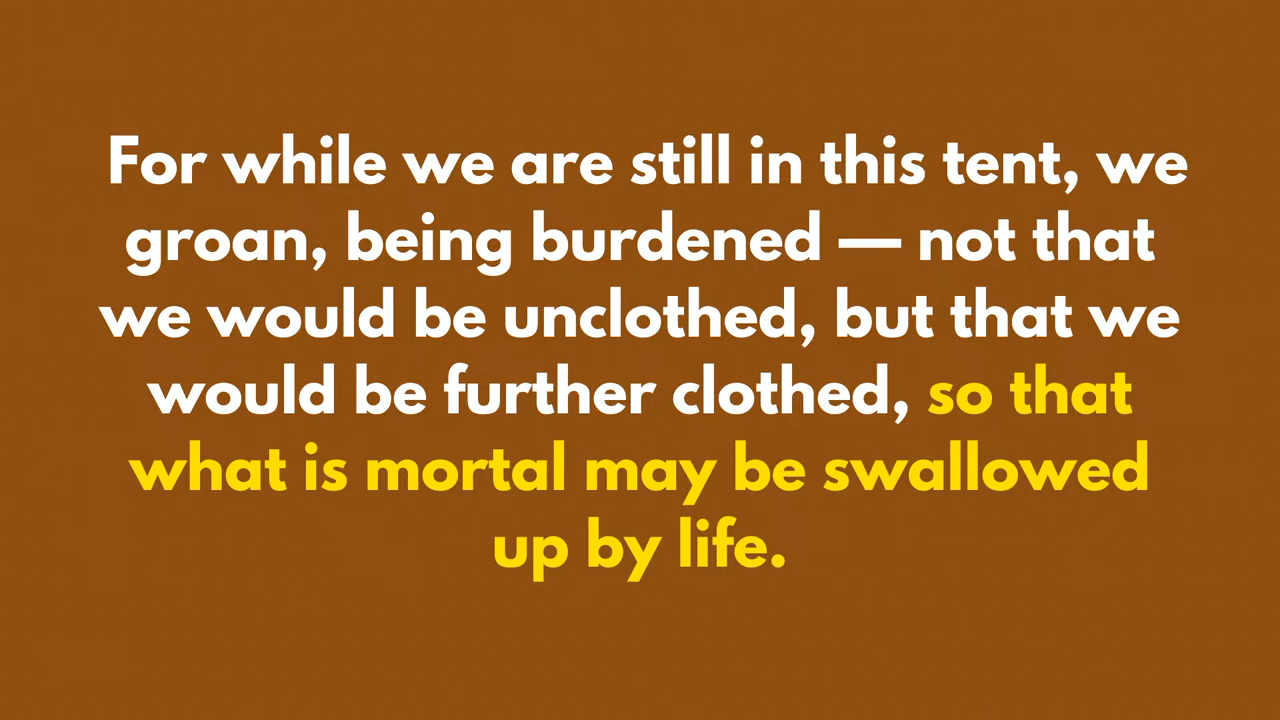 For while we are still in this tent, we
groan, being burdened — not that
we would be unclothed, but that we
would be further clothed, so that
what is mortal may be swallowed
up by life.